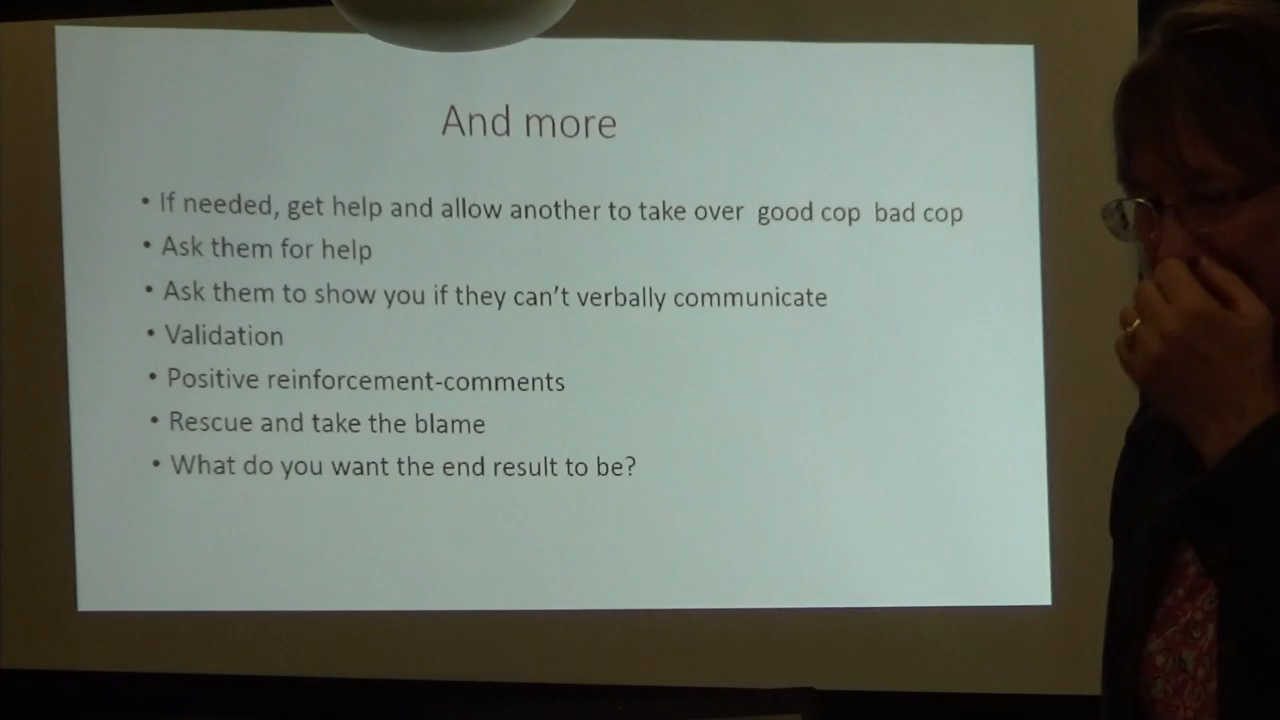 And more
• If needed, get help and allow another to take over  good cop  bad cop
• Ask them for help
• Ask them to show you if they can't verbally communicate
• Validation
• Positive reinforcement-comments
• Rescue and take the blame
• What do you want the end result to be?